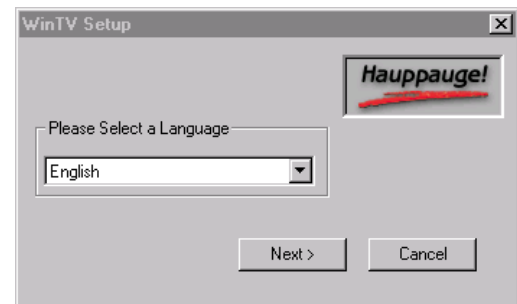 WinTV Setup
Hauppauge!
Please Select a Language
English
Next >
Cancel